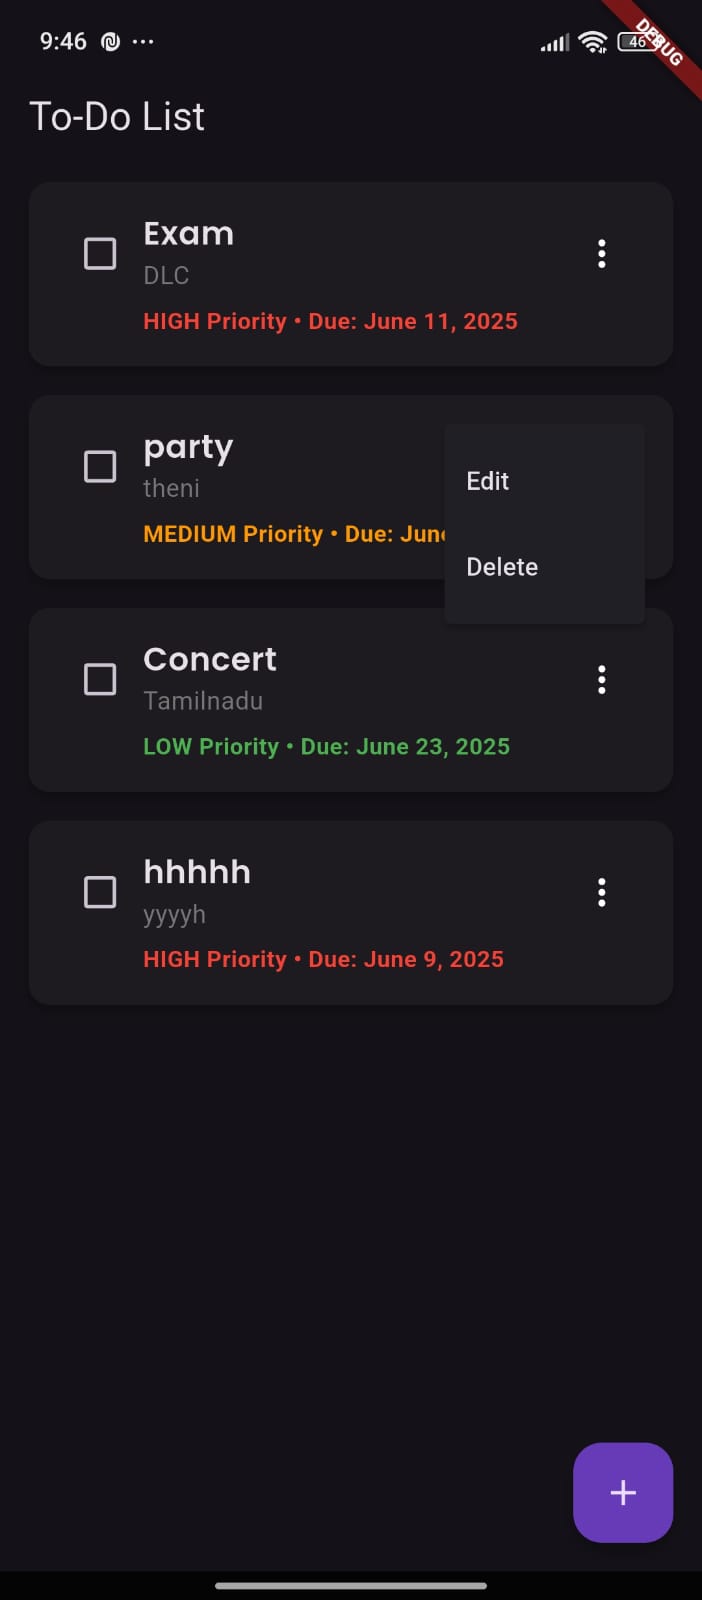 9:46
46
DEBUG
To-Do List
Exam
DLC
HIGH Priority • Due: June 11, 2025
party
theni
MEDIUM Priority • Due:
Edit
Delete
Concert
Tamilnadu
LOW Priority • Due: June 23, 2025
hhhhh
yyyyh
HIGH Priority • Due: June 9, 2025